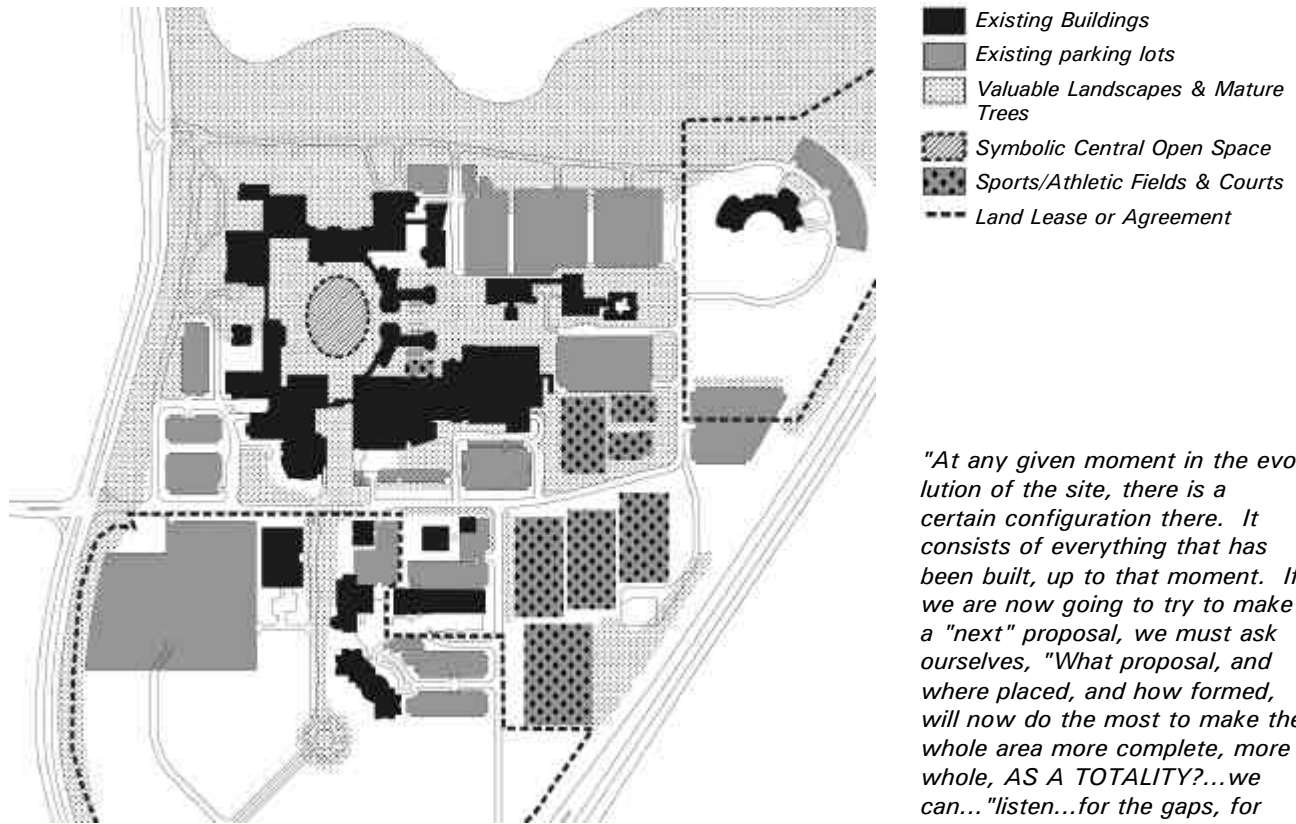 Existing Buildings
Existing parking lots
Valuable Landscapes & Mature
Trees
Symbolic Central Open Space
Sports/Athletic Fields & Courts
Land Lease or Agreement
"At any given moment in the evo
lution of the site, there is a
certain configuration there.  It
consists of everything that has
been built, up to that moment.  If
we are now going to try to make
a "next" proposal, we must ask
ourselves, "What proposal, and
where placed, and how formed,
will now do the most to make the
whole area more complete, more
whole, AS A TOTALITY?...we
can..."listen...for the gaps, for